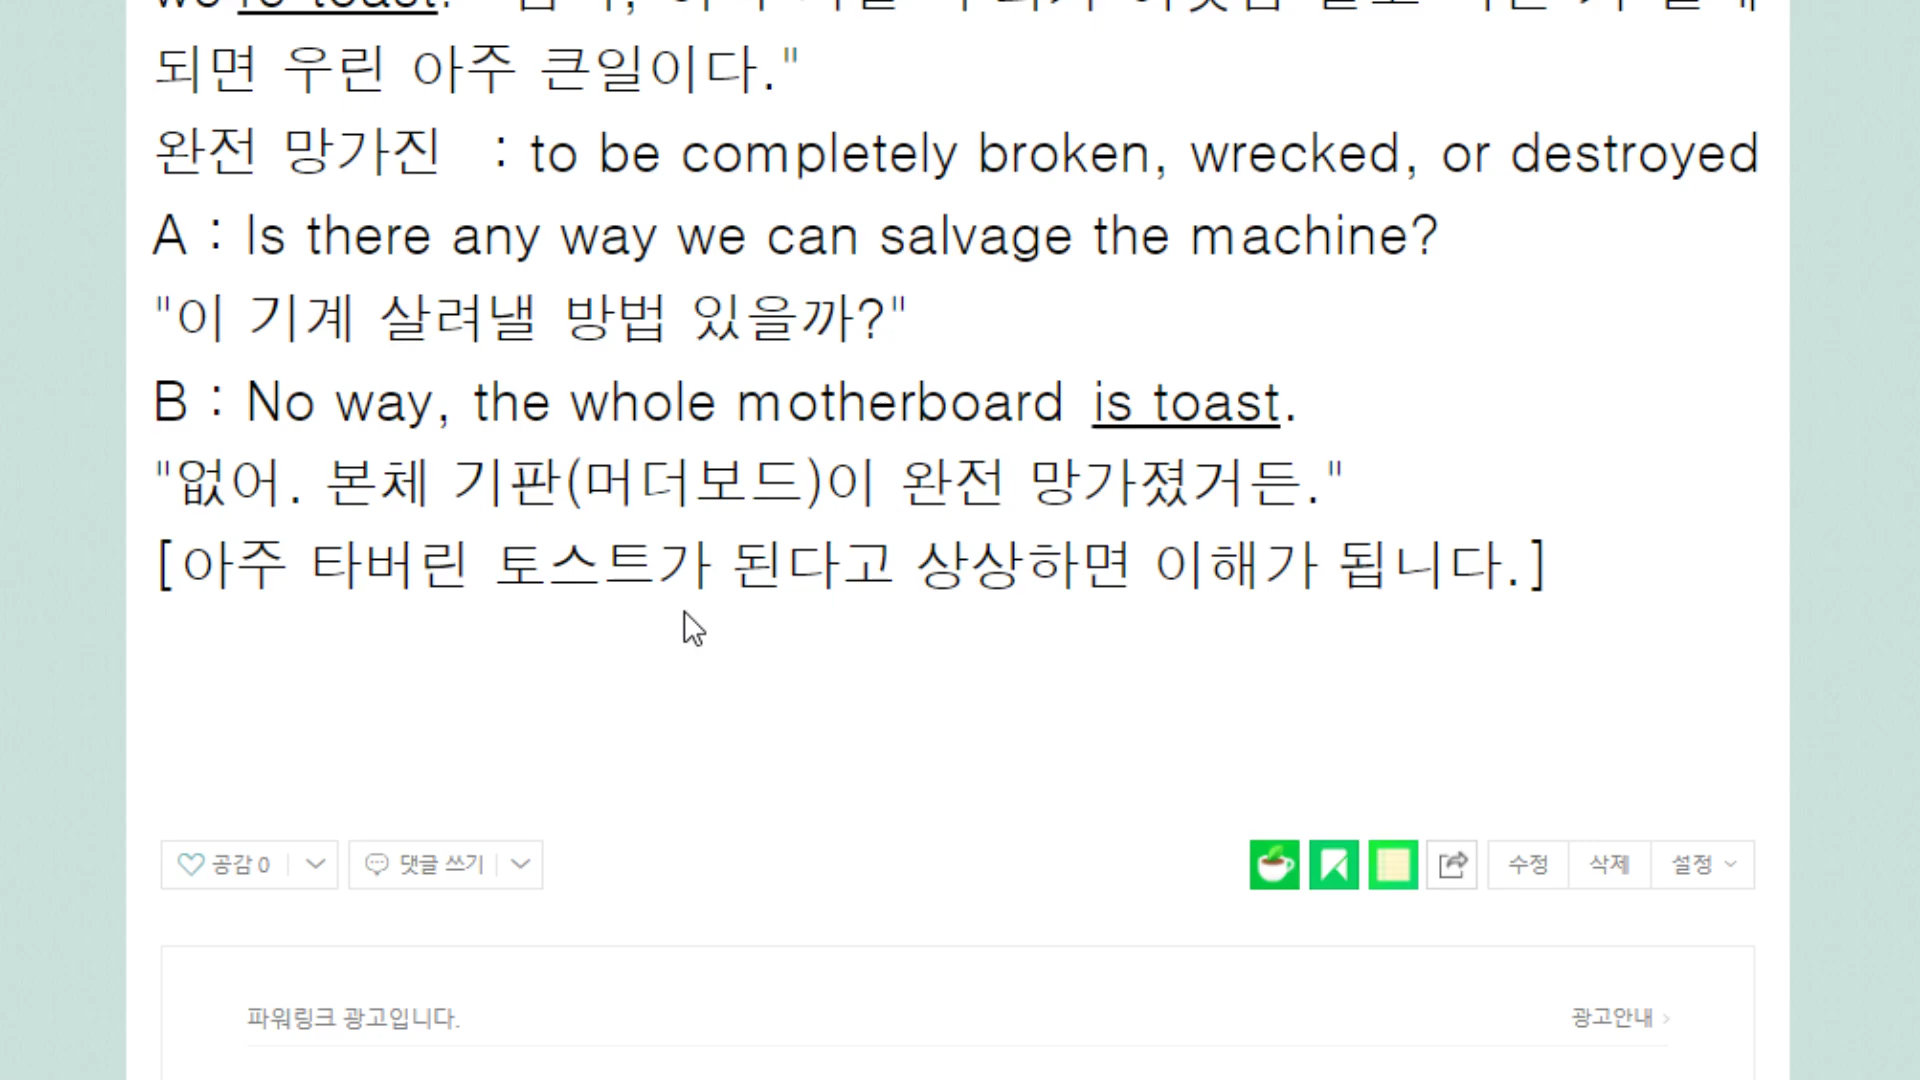 되면 우린 아주 큰일이다."
완전 망가진 : to be completely broken, wrecked, or destroyed
A : Is there any way we can salvage the machine?
"이 기계 살려낼 방법 있을까?"
B : No way, the whole motherboard is toast.
"없어. 본체 기판(머더보드)이 완전 망가졌거든."
[아주 타버린 토스트가 된다고 상상하면 이해가 됩니다.]
공감 0 댓글 쓰기 수정 삭제 설정
파워링크 광고입니다. 광고안내